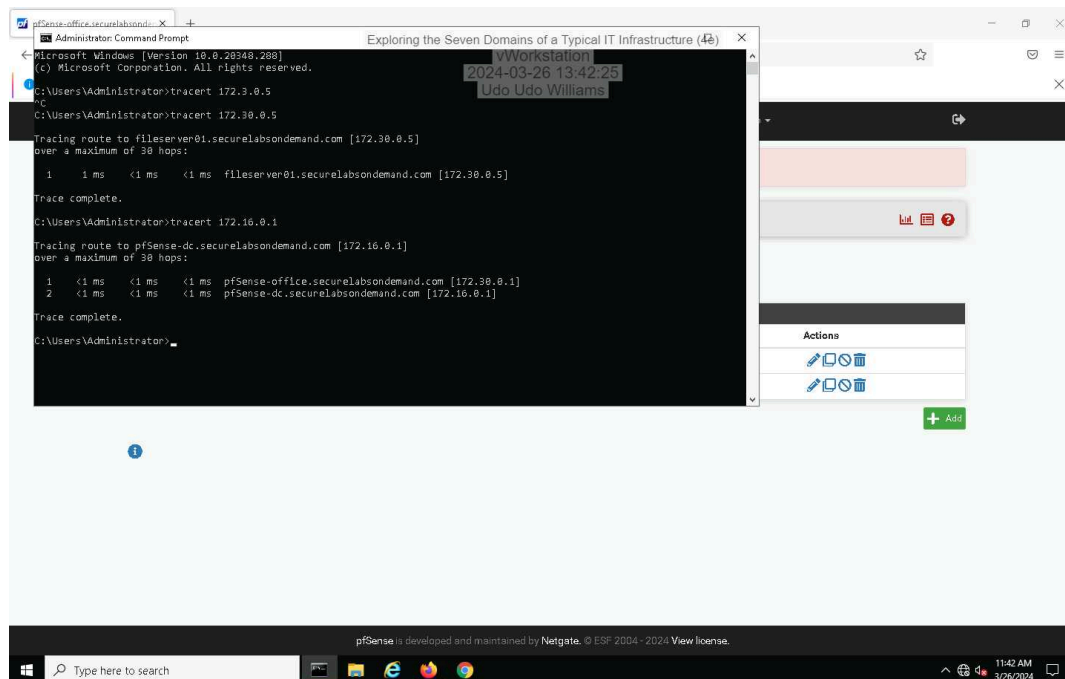 pfSense-office.securelabsonde
Administrator: Command Prompt
Exploring the Seven Domains of a Typical IT Infrastructure (4e)
vWorkstation
2024-03-26 13:42:25
Udo Udo Williams
Microsoft Windows [Version 10.0.20348.288]
(c) Microsoft Corporation. All rights reserved.
C:\Users\Administrator>tracert 172.3.0.5
^C
C:\Users\Administrator>tracert 172.30.0.5
Tracing route to fileserver01.securelabsondemand.com [172.30.0.5]
over a maximum of 30 hops:
1 1 ms <1 ms <1 ms fileserver01.securelabsondemand.com [172.30.0.5]
Trace complete.
C:\Users\Administrator>tracert 172.16.0.1
Tracing route to pfSense-dc.securelabsondemand.com [172.16.0.1]
over a maximum of 30 hops:
1 <1 ms <1 ms <1 ms pfSense-office.securelabsondemand.com [172.30.0.1]
2 <1 ms <1 ms <1 ms pfSense-dc.securelabsondemand.com [172.16.0.1]
Trace complete.
C:\Users\Administrator>
Actions
Add
pfSense is developed and maintained by Netgate. © ESF 2004 - 2024 View license.
Type here to search
11:42 AM
3/26/2024